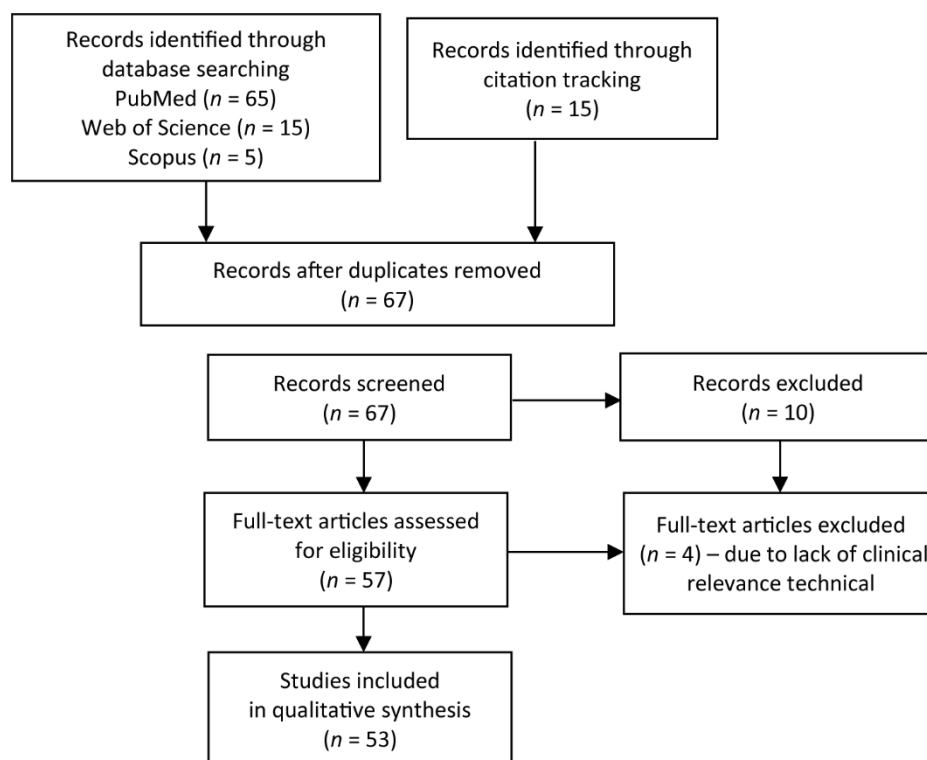 Records identified through
database searching
PubMed (n = 65)
Web of Science (n = 15)
Scopus (n = 5)
Records identified through
citation tracking
(n = 15)
Records after duplicates removed
(n = 67)
Records screened
(n = 67)
Records excluded
(n = 10)
Full-text articles assessed
for eligibility
(n = 57)
Full-text articles excluded
(n = 4) – due to lack of clinical
relevance technical
Studies included
in qualitative synthesis
(n = 53)